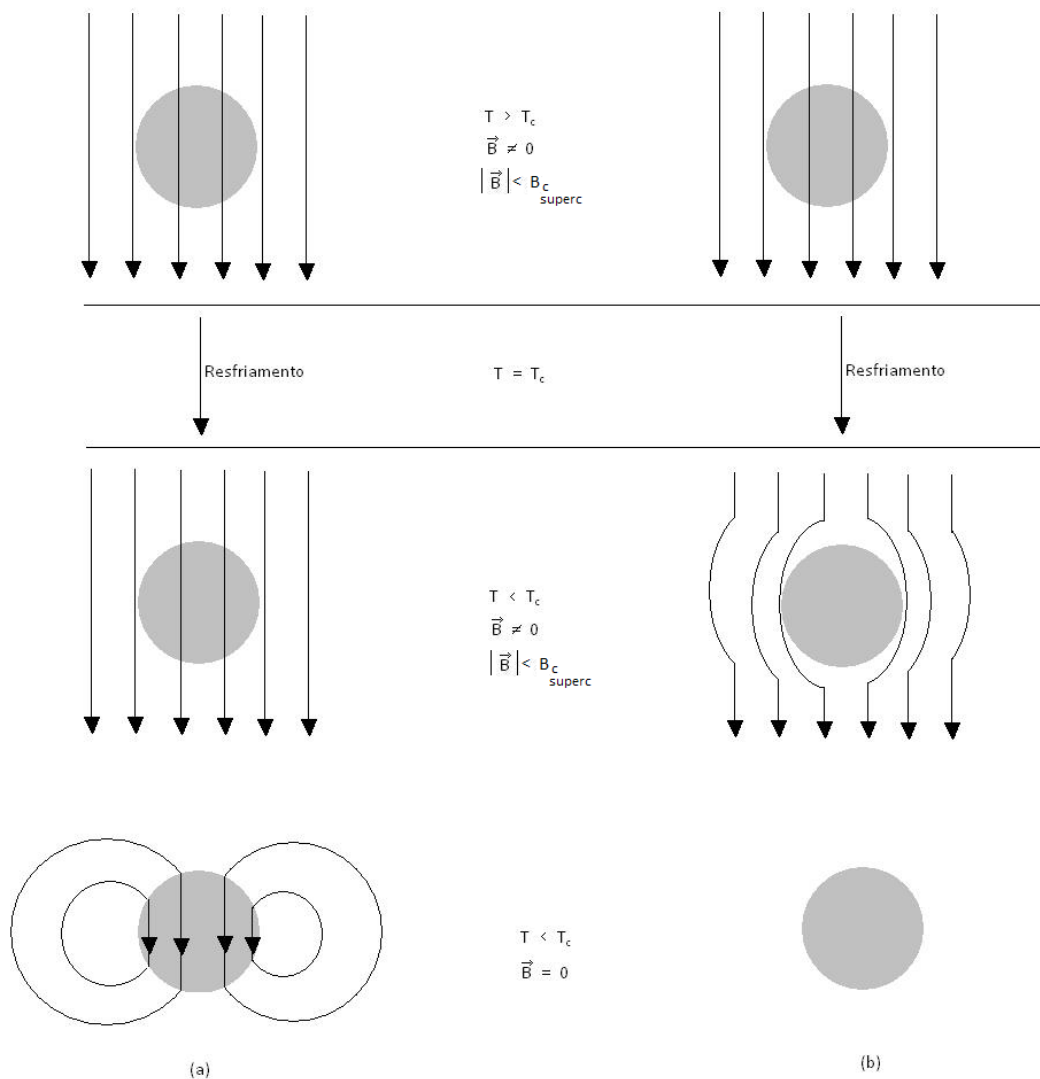 T > Tc
B⃗ ≠ 0
|B⃗| < Bc
superc
Resfriamento
T = Tc
Resfriamento
T < Tc
B⃗ ≠ 0
|B⃗| < Bc
superc
T < Tc
B⃗ = 0
(a)
(b)